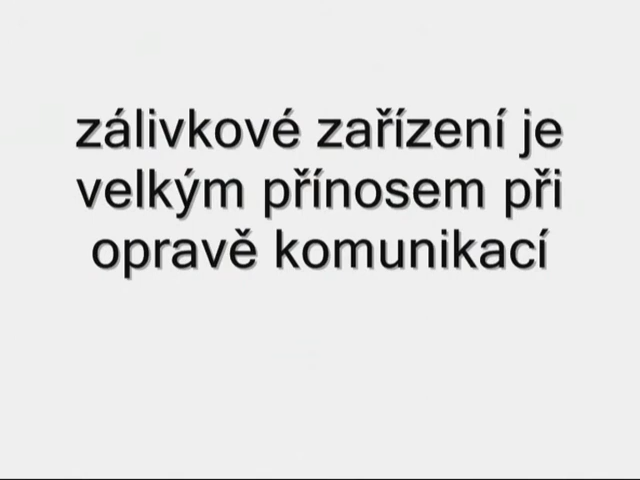 zálivkové zařízení je
velkým přínosem při
opravě komunikací